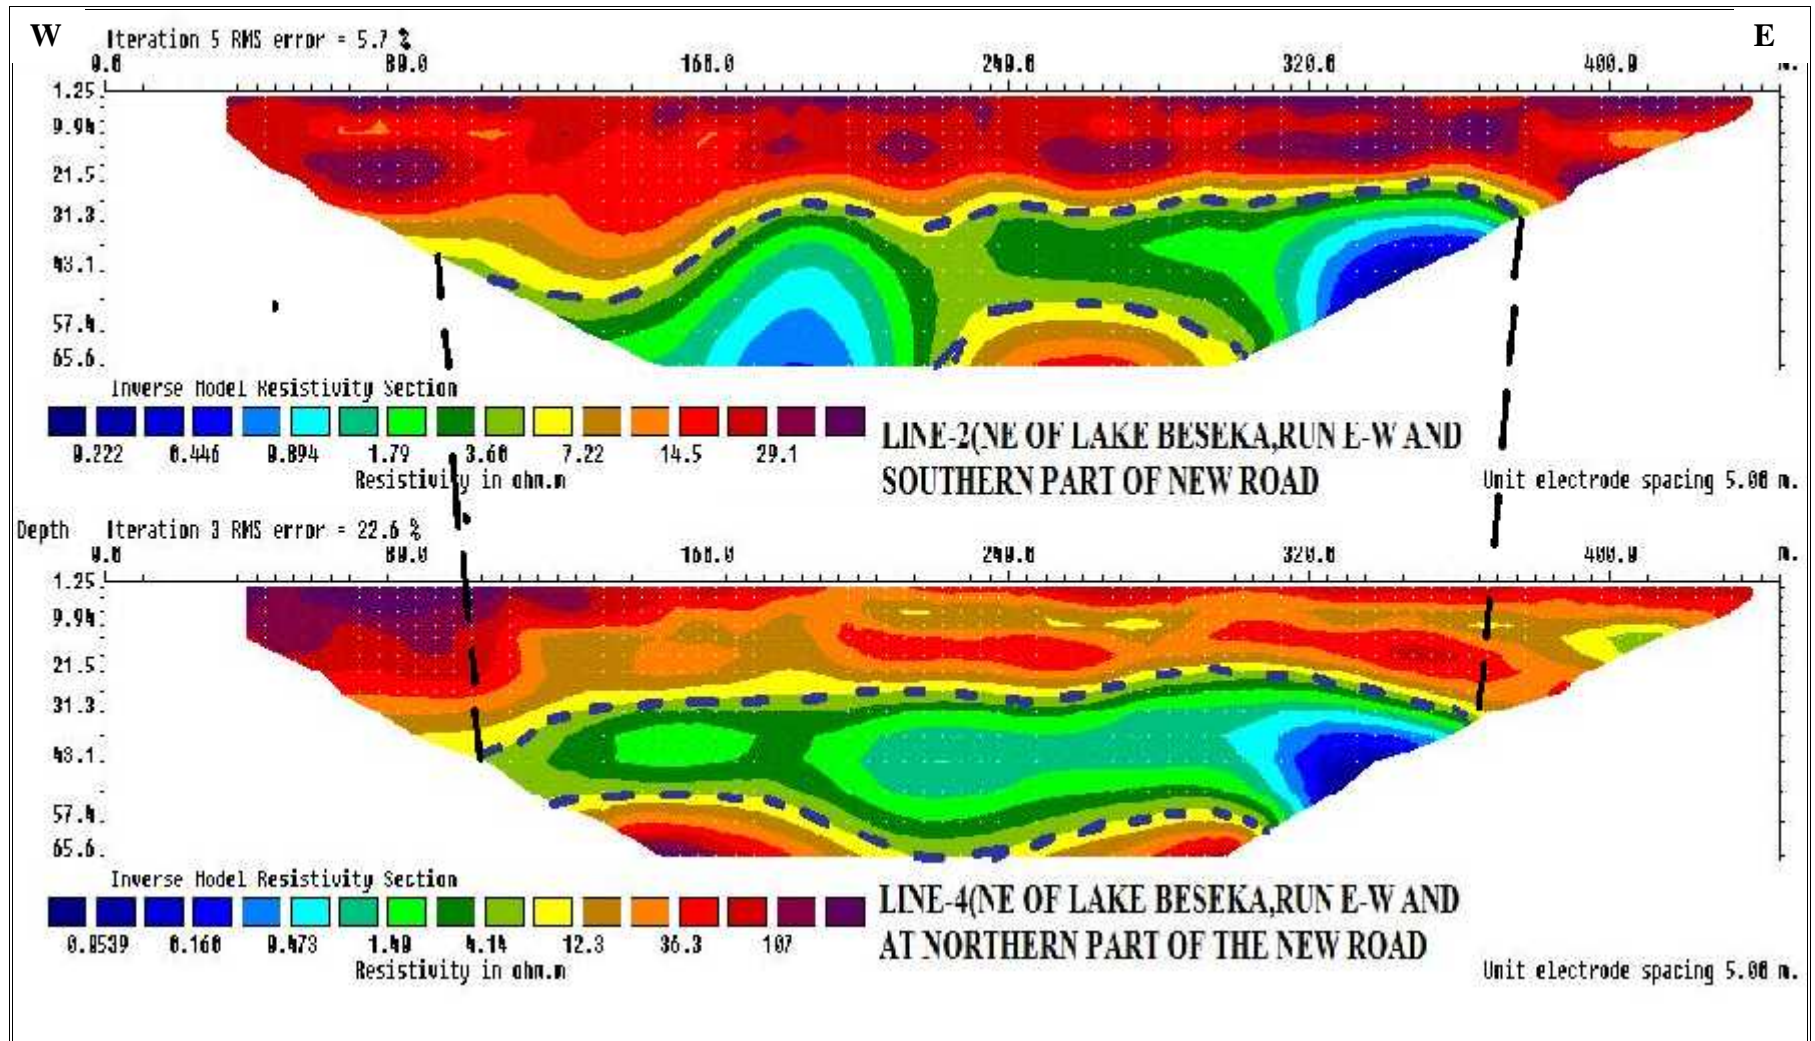 W
E
Iteration 5 RMS error = 5.7 %
0.0 80.0 160.0 240.0 320.0 400.0 m.
1.25
9.94
21.5
31.3
43.1
57.4
65.6
Inverse Model Resistivity Section
0.222 0.446 0.894 1.79 3.60 7.22 14.5 29.1
Resistivity in ohm.m
LINE-2(NE OF LAKE BESEKA,RUN E-W AND
SOUTHERN PART OF NEW ROAD
Unit electrode spacing 5.00 m.
Depth Iteration 3 RMS error = 22.6 %
0.0 80.0 160.0 240.0 320.0 400.0 m.
1.25
9.94
21.5
31.3
43.1
57.4
65.6
Inverse Model Resistivity Section
0.0539 0.160 0.473 1.40 4.14 12.3 36.3 107
Resistivity in ohm.m
LINE-4(NE OF LAKE BESEKA,RUN E-W AND
AT NORTHERN PART OF THE NEW ROAD
Unit electrode spacing 5.00 m.